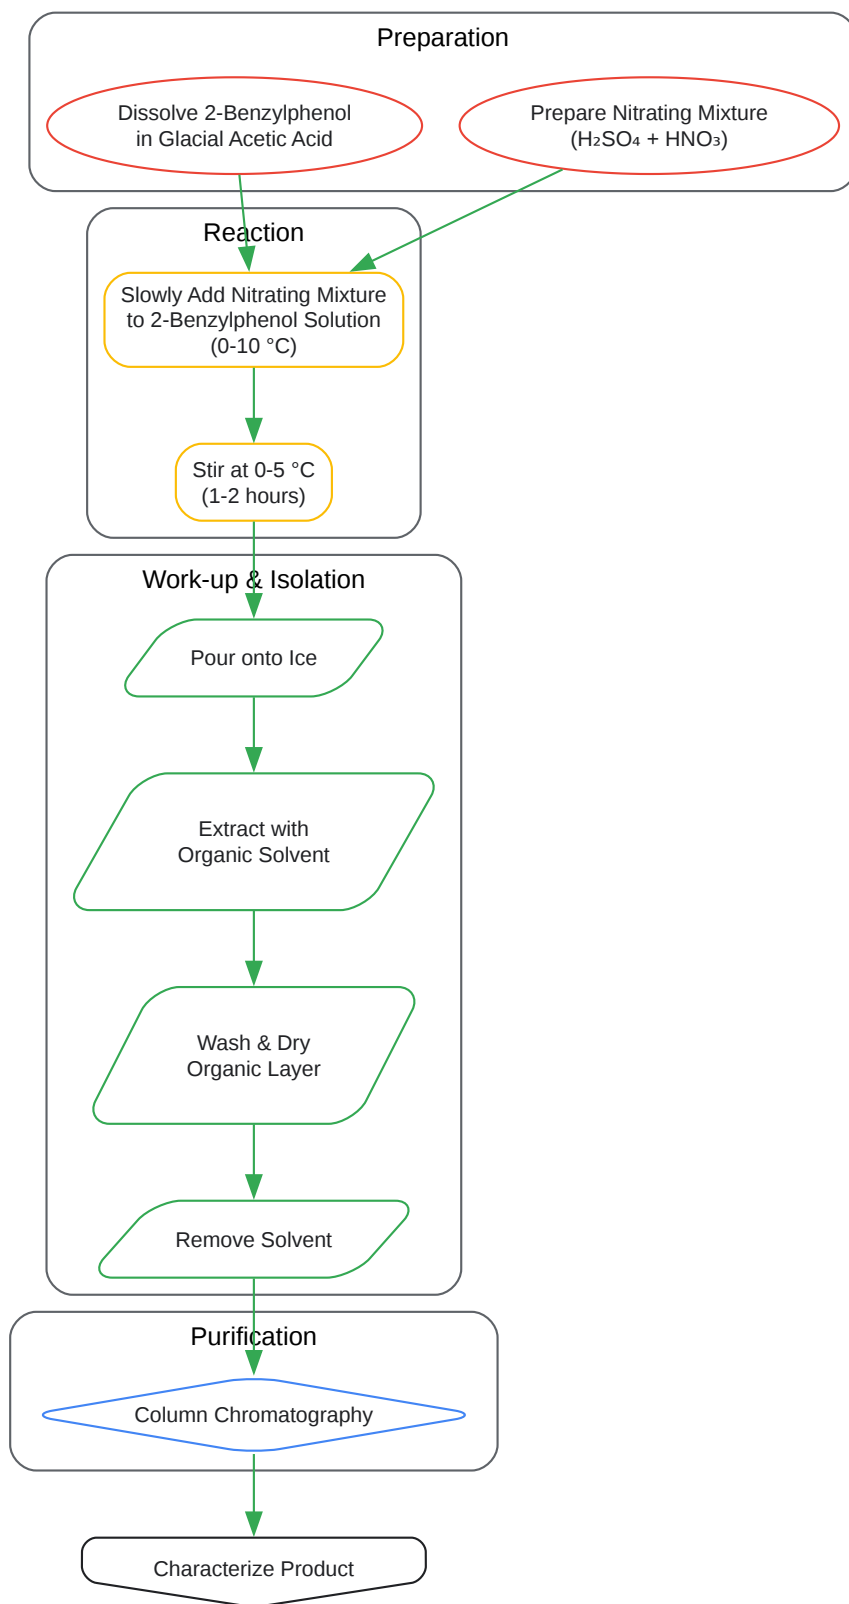 Preparation
Dissolve 2-Benzylphenol
in Glacial Acetic Acid
Prepare Nitrating Mixture
(H₂SO₄ + HNO₃)
Reaction
Slowly Add Nitrating Mixture
to 2-Benzylphenol Solution
(0-10 °C)
Stir at 0-5 °C
(1-2 hours)
Work-up & Isolation
Pour onto Ice
Extract with
Organic Solvent
Wash & Dry
Organic Layer
Remove Solvent
Purification
Column Chromatography
Characterize Product